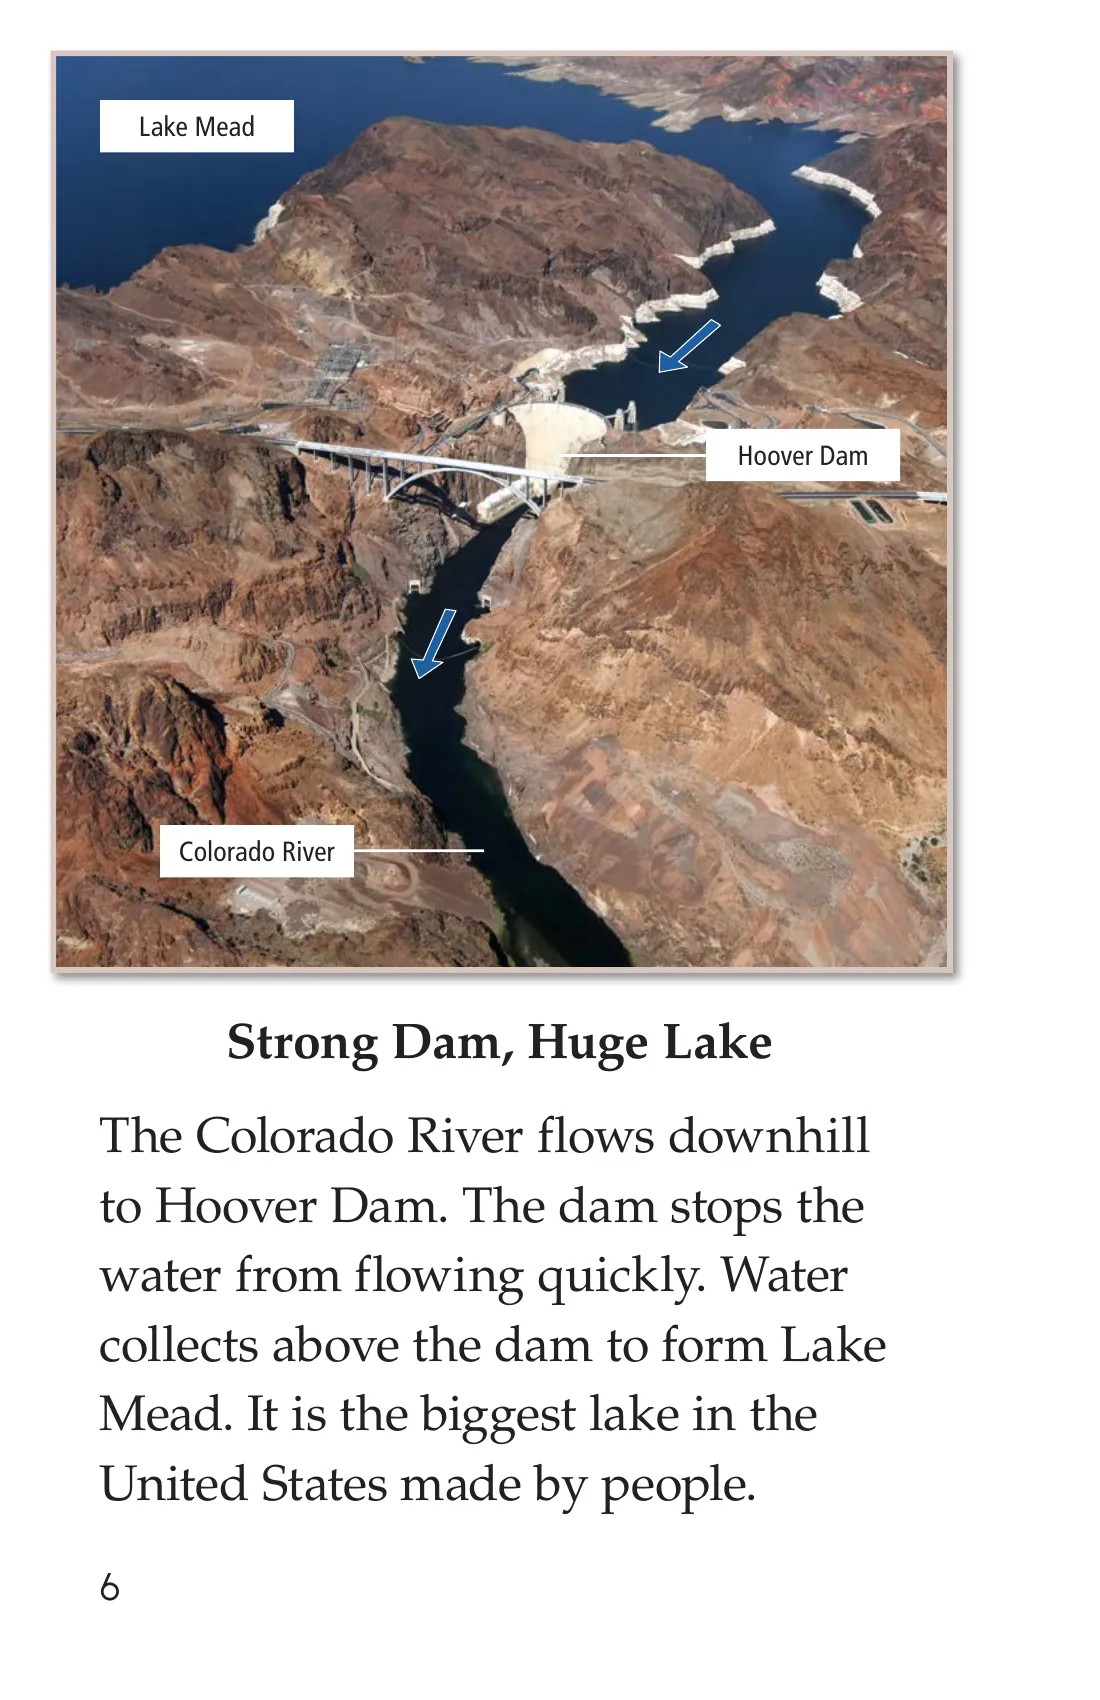 Lake Mead
Hoover Dam
Colorado River
Strong Dam, Huge Lake
The Colorado River flows downhill
to Hoover Dam. The dam stops the
water from flowing quickly. Water
collects above the dam to form Lake
Mead. It is the biggest lake in the
United States made by people.
6